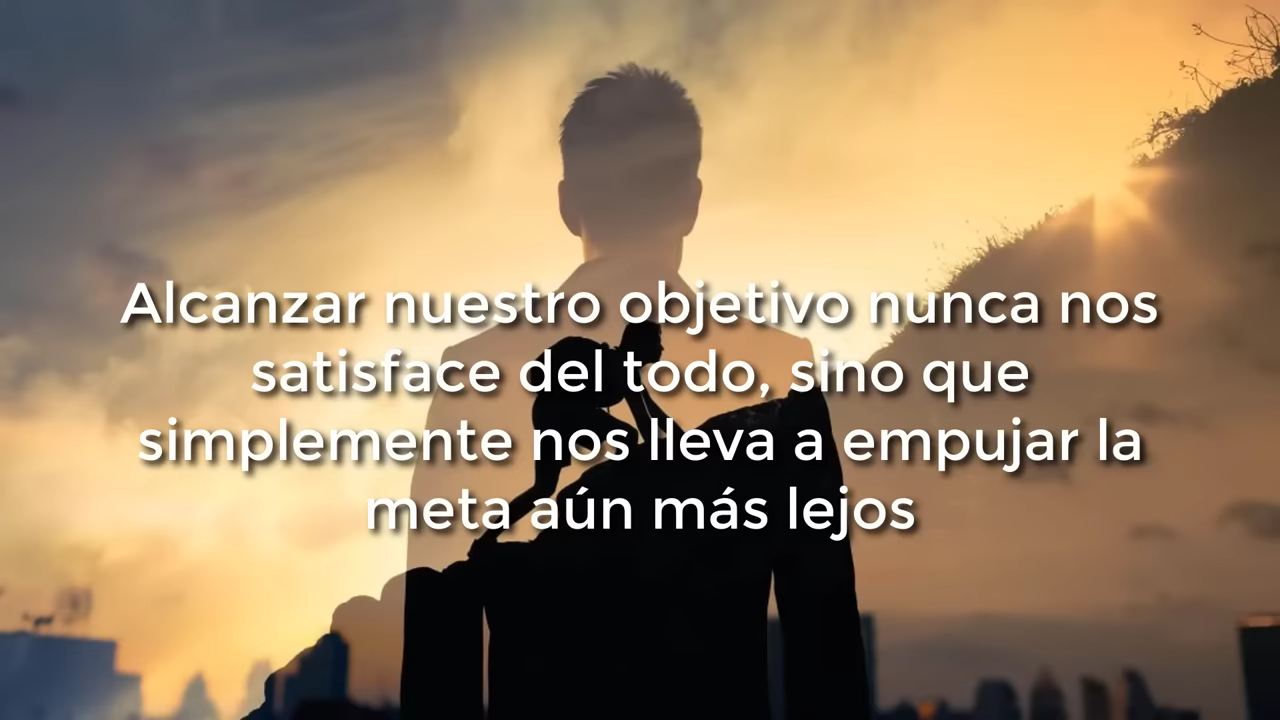 Alcanzar nuestro objetivo nunca nos
satisface del todo, sino que
simplemente nos lleva a empujar la
meta aún más lejos